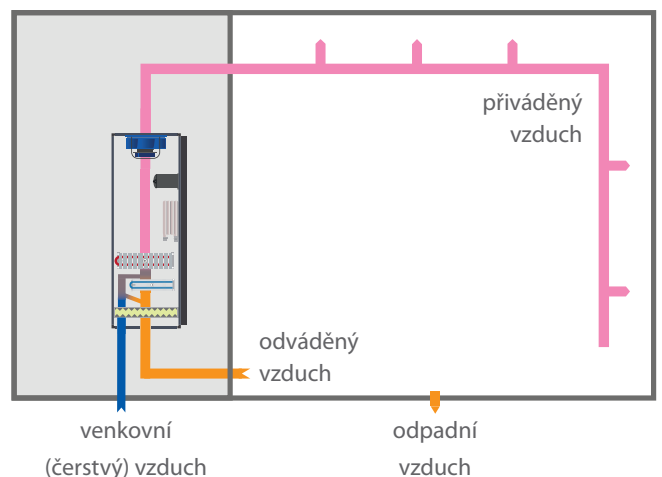 přiváděný
vzduch
odváděný
vzduch
venkovní
(čerstvý) vzduch
odpadní
vzduch